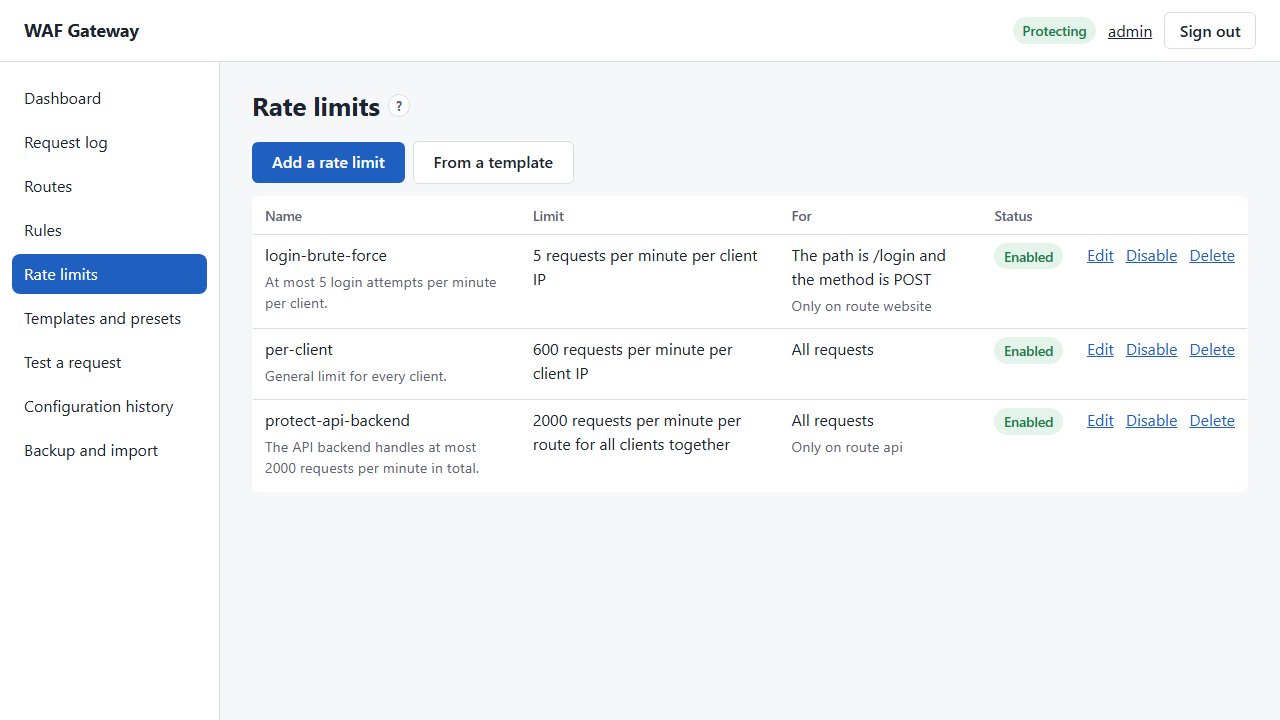 WAF Gateway
Protecting
admin
Sign out
Dashboard
Request log
Routes
Rules
Rate limits
Templates and presets
Test a request
Configuration history
Backup and import
Rate limits ?
Add a rate limit
From a template
Name Limit For Status
login-brute-force
At most 5 login attempts per minute
per client.
5 requests per minute per client
IP
The path is /login and
the method is POST
Only on route website
Enabled
Edit Disable Delete
per-client
General limit for every client.
600 requests per minute per
client IP
All requests
Enabled
Edit Disable Delete
protect-api-backend
The API backend handles at most
2000 requests per minute in total.
2000 requests per minute per
route for all clients together
All requests
Only on route api
Enabled
Edit Disable Delete